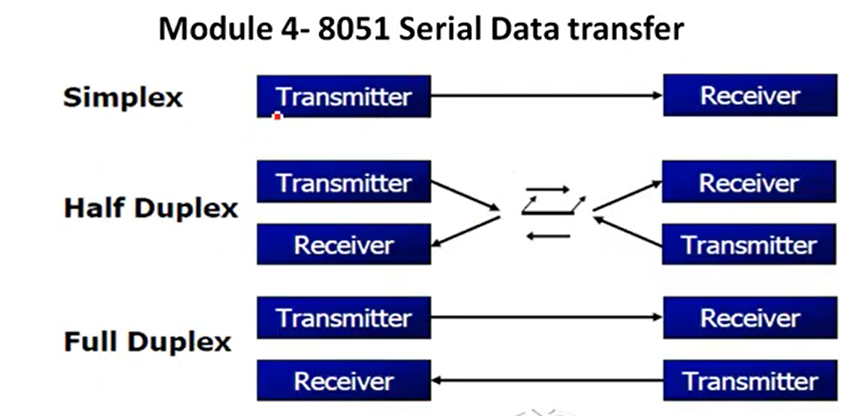 Module 4- 8051 Serial Data transfer
Simplex
Transmitter
Receiver
Half Duplex
Transmitter
Receiver
Receiver
Transmitter
Full Duplex
Transmitter
Receiver
Receiver
Transmitter